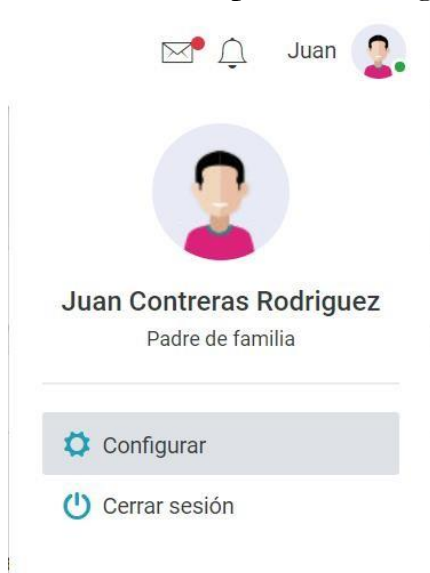 Juan
Juan Contreras Rodriguez
Padre de familia
Configurar
Cerrar sesión